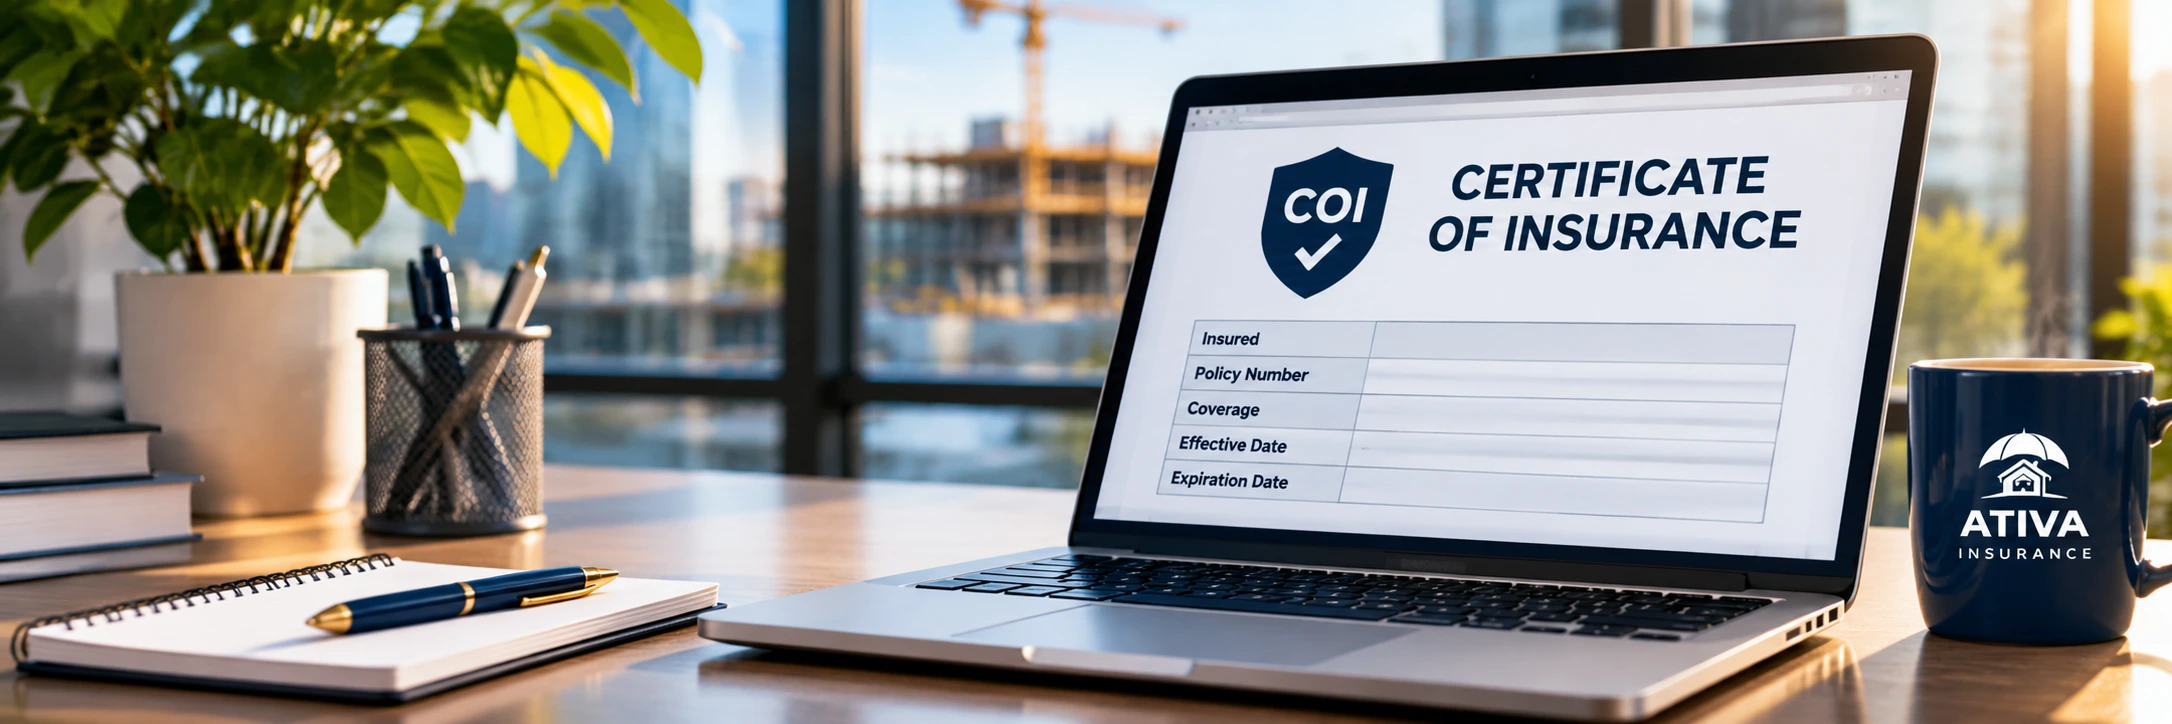 COI
CERTIFICATE
OF INSURANCE
Insured
Policy Number
Coverage
Effective Date
Expiration Date
ATIVA
INSURANCE